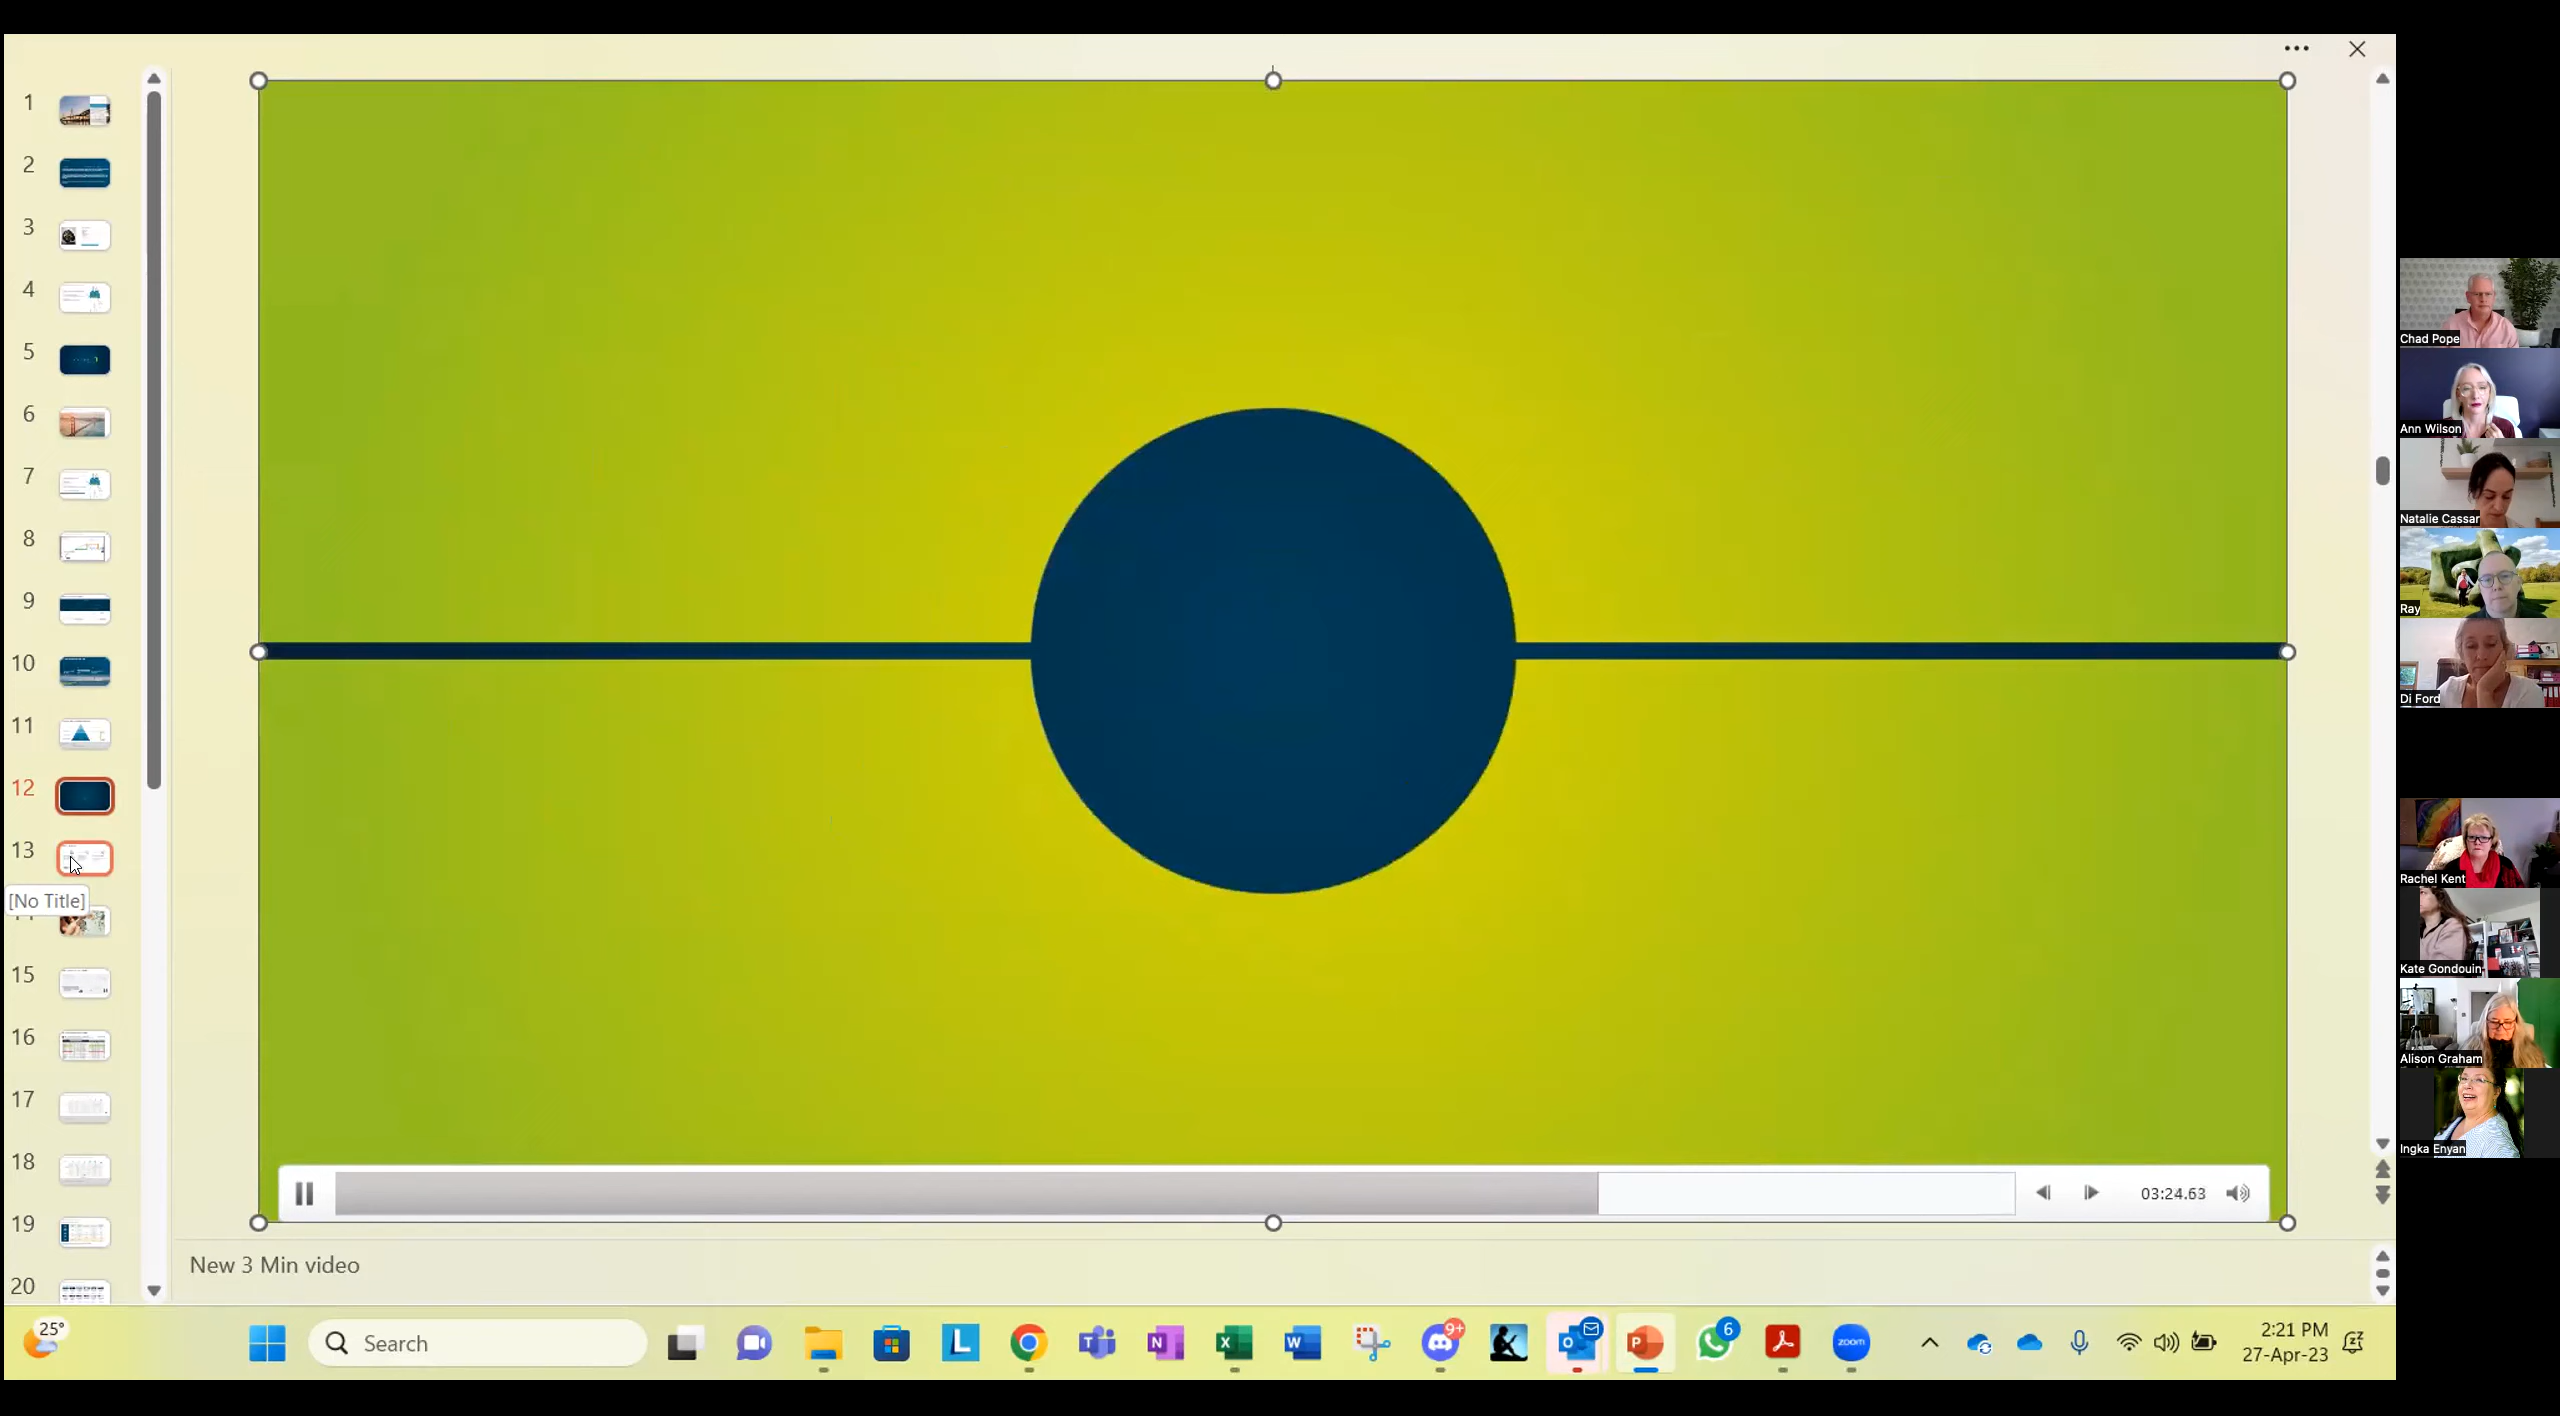 1
2
3
4
5
6
7
8
9
10
11
12
13
[No Title]
15
16
17
18
19
20
03:24.63
New 3 Min video
25°
Search
L
T
N
X
W
9+
O
P
6
zoom
2:21 PM
27-Apr-23
Chad Pope
Ann Wilson
Natalie Cassar
Ray
Di Ford
Rachel Kent
Kate Gondouin
Alison Graham
Ingka Enyan